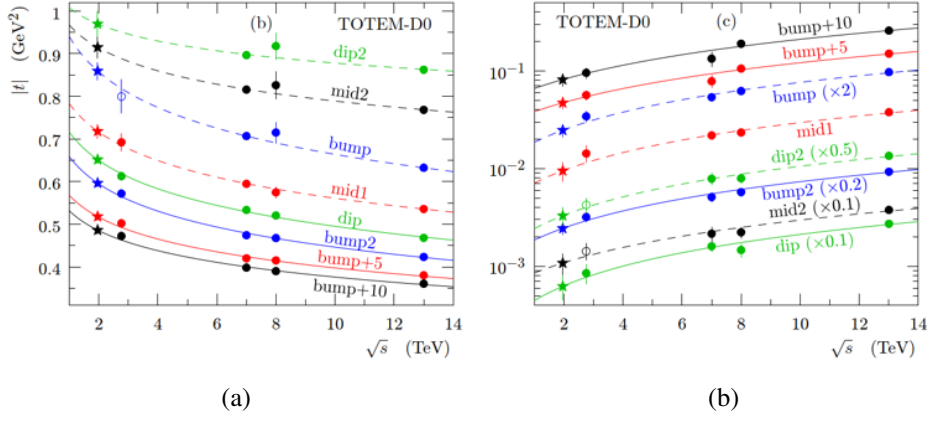 (b) TOTEM-D0
|t| (GeV²)
1
0.9
0.8
0.7
0.6
0.5
0.4
dip2
mid2
bump
mid1
dip
bump2
bump+5
bump+10
2 4 6 8 10 12 14
√s (TeV)
(a)
TOTEM-D0 (c)
10⁻¹
10⁻²
10⁻³
bump+10
bump+5
bump (×2)
mid1
dip2 (×0.5)
bump2 (×0.2)
mid2 (×0.1)
dip (×0.1)
2 4 6 8 10 12 14
√s (TeV)
(b)